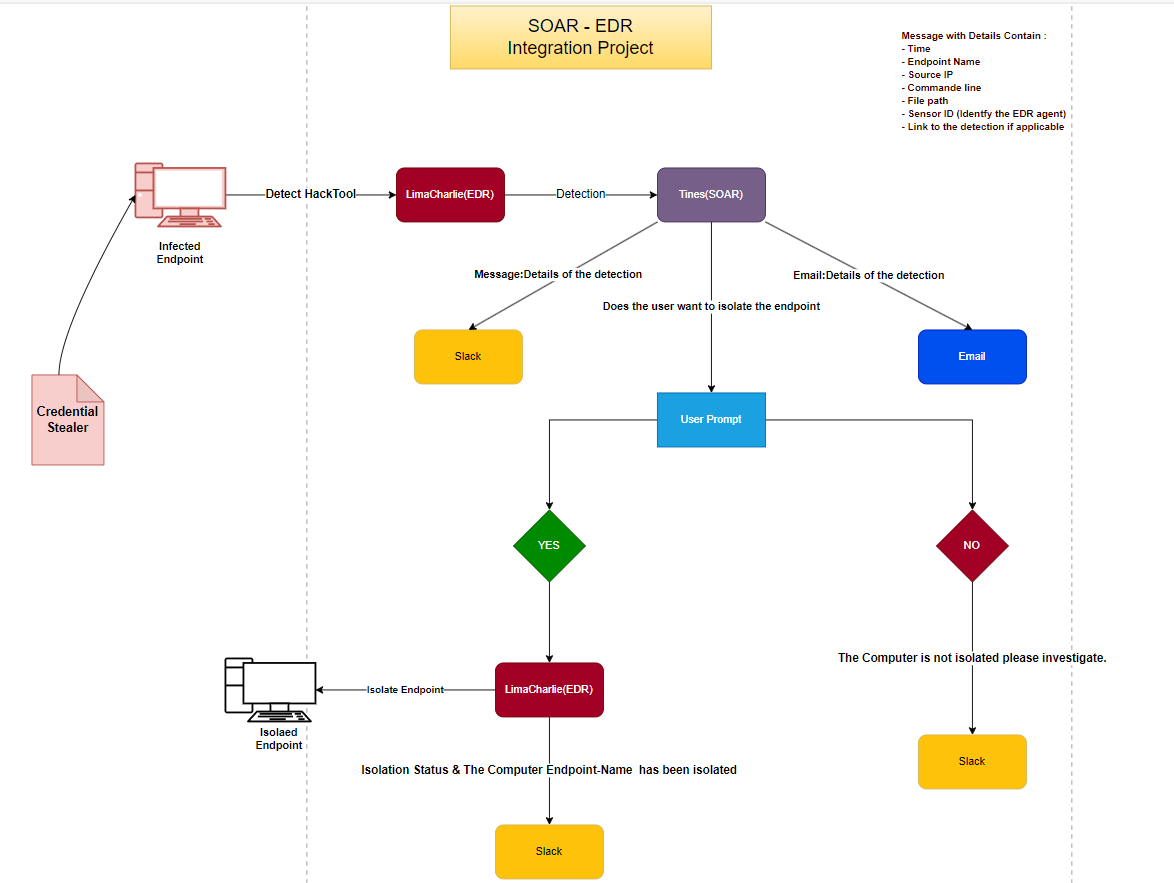 SOAR - EDR
Integration Project
Message with Details Contain :
- Time
- Endpoint Name
- Source IP
- Commande line
- File path
- Sensor ID (Identfy the EDR agent)
- Link to the detection if applicable
Detect HackTool
LimaCharlie(EDR)
Detection
Tines(SOAR)
Infected
Endpoint
Message:Details of the detection
Email:Details of the detection
Does the user want to isolate the endpoint
Slack
Email
Credential
Stealer
User Prompt
YES
NO
The Computer is not isolated please investigate.
Isolate Endpoint
LimaCharlie(EDR)
Isolaed
Endpoint
Isolation Status & The Computer Endpoint-Name has been isolated
Slack
Slack